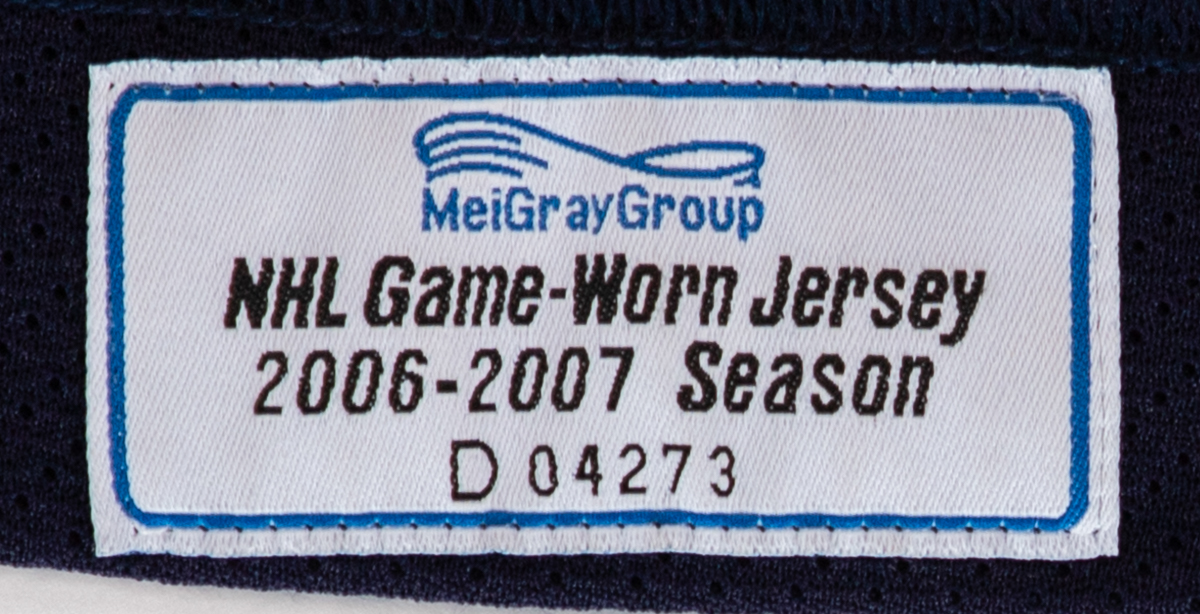 MeiGrayGroup
NHL Game-Worn Jersey
2006-2007 Season
D 04273